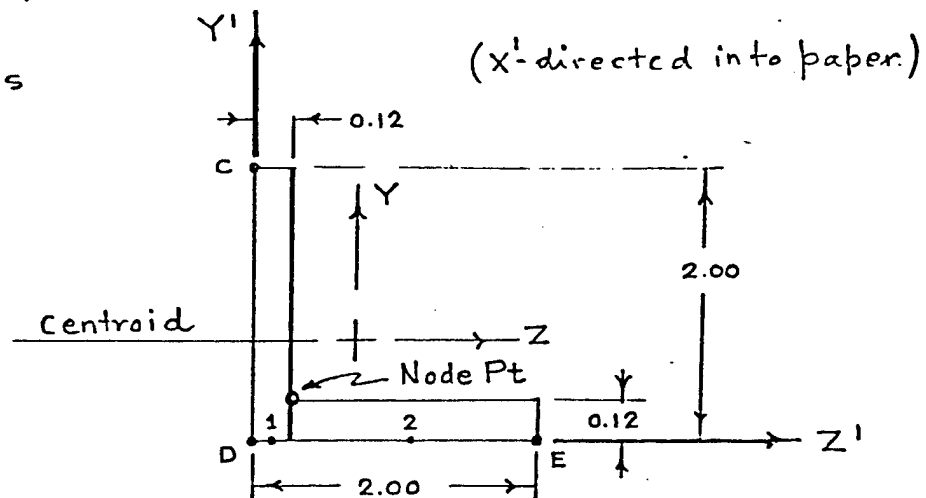 Y'
(x'-directed into paper.)
s
0.12
C
Y
2.00
Centroid
Z
Node Pt
1
2
0.12
D
E
Z'
2.00